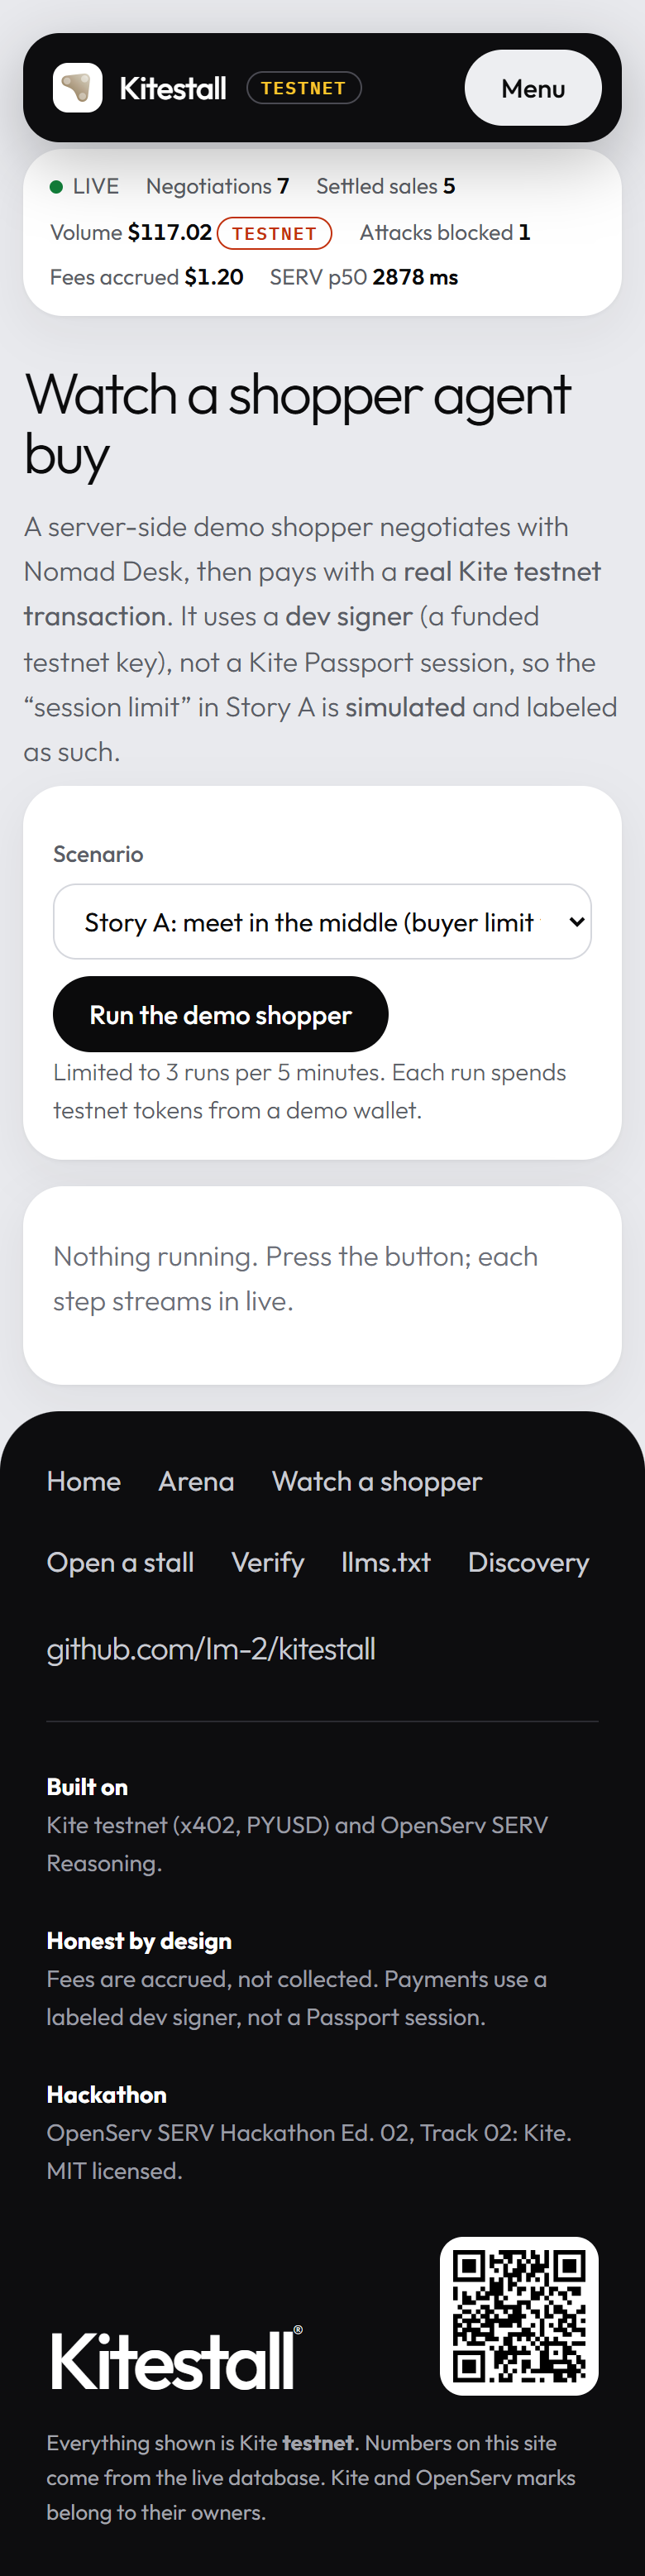 Kitestall TESTNET Menu
LIVE Negotiations 7 Settled sales 5
Volume $117.02 TESTNET Attacks blocked 1
Fees accrued $1.20 SERV p50 2878 ms
Watch a shopper agent
buy
A server-side demo shopper negotiates with
Nomad Desk, then pays with a real Kite testnet
transaction. It uses a dev signer (a funded
testnet key), not a Kite Passport session, so the
“session limit” in Story A is simulated and labeled
as such.
Scenario
Story A: meet in the middle (buyer limit
Run the demo shopper
Limited to 3 runs per 5 minutes. Each run spends
testnet tokens from a demo wallet.
Nothing running. Press the button; each
step streams in live.
Home Arena Watch a shopper
Open a stall Verify llms.txt Discovery
github.com/lm-2/kitestall
Built on
Kite testnet (x402, PYUSD) and OpenServ SERV
Reasoning.
Honest by design
Fees are accrued, not collected. Payments use a
labeled dev signer, not a Passport session.
Hackathon
OpenServ SERV Hackathon Ed. 02, Track 02: Kite.
MIT licensed.
Kitestall®
Everything shown is Kite testnet. Numbers on this site
come from the live database. Kite and OpenServ marks
belong to their owners.